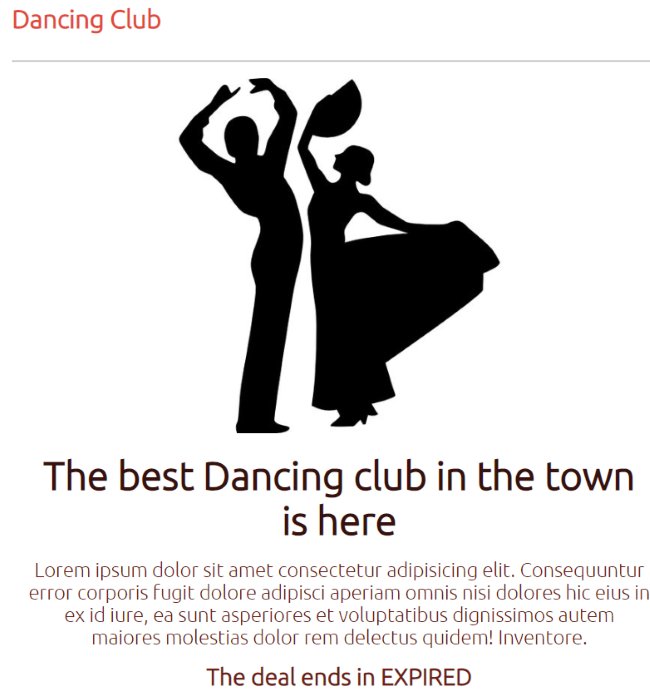 Dancing Club
The best Dancing club in the town
is here
Lorem ipsum dolor sit amet consectetur adipisicing elit. Consequuntur
error corporis fugit dolore adipisci aperiam omnis nisi dolores hic eius in
ex id iure, ea sunt asperiores et voluptatibus dignissimos autem
maiores molestias dolor rem delectus quidem! Inventore.
The deal ends in EXPIRED